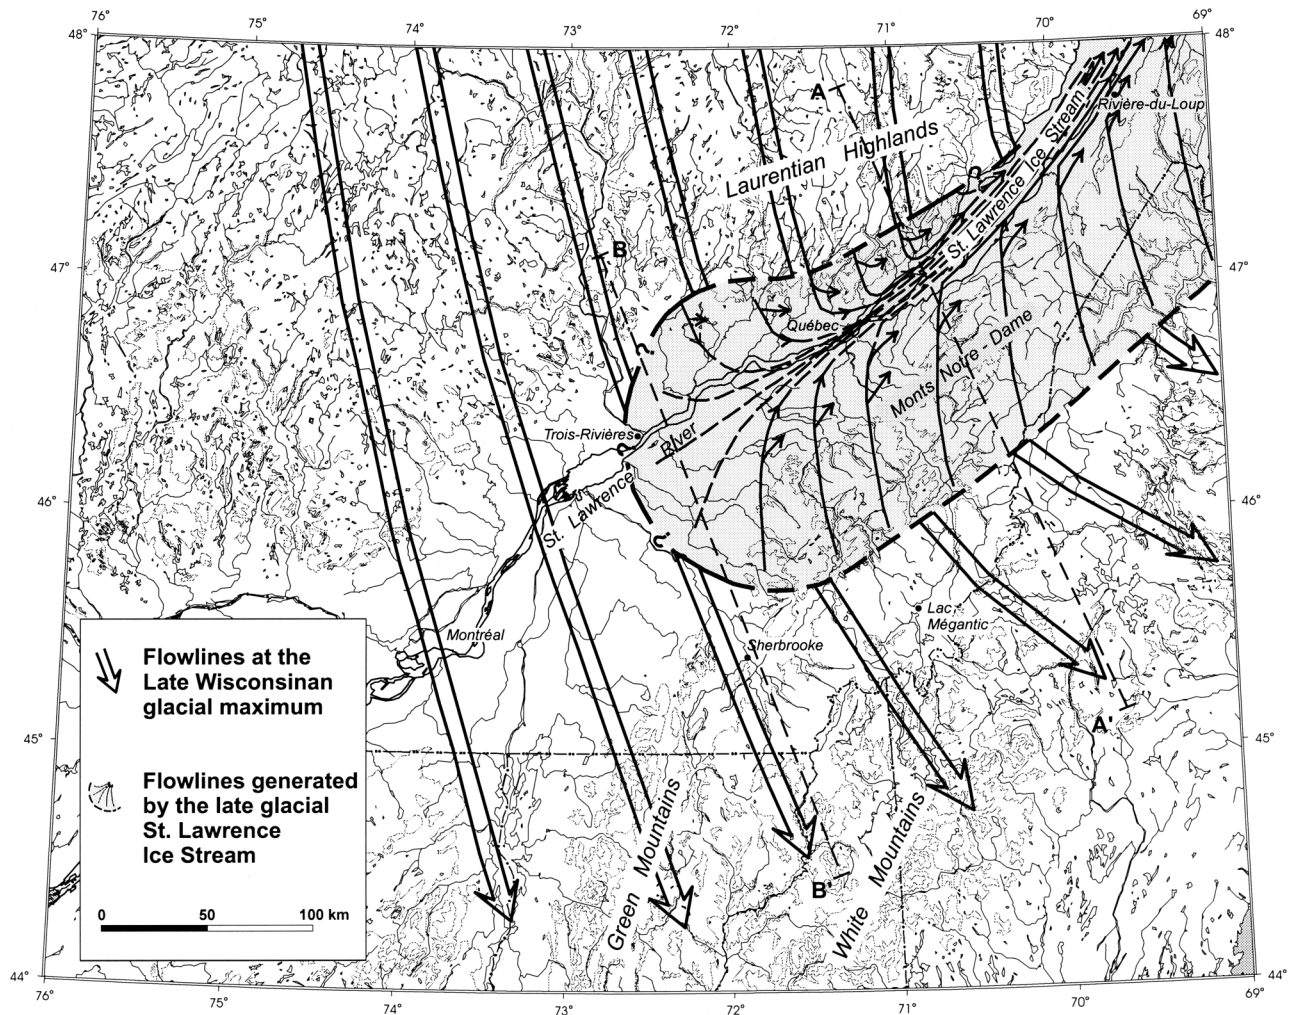 76°
75°
74°
73°
72°
71°
70°
69°
48°
48°
A
Rivière-du-Loup
Laurentian Highlands
St. Lawrence Ice Stream
?
B
47°
47°
Québec
?
Monts Notre-Dame
Trois-Rivières
River
?
46°
46°
St. Lawrence
?
Lac
Mégantic
Montréal
Sherbrooke
Flowlines at the
Late Wisconsinan
glacial maximum
A'
45°
45°
Flowlines generated
by the late glacial
St. Lawrence
Ice Stream
Green Mountains
White Mountains
B'
0 50 100 km
44°
44°
76°
75°
74°
73°
72°
71°
70°
69°